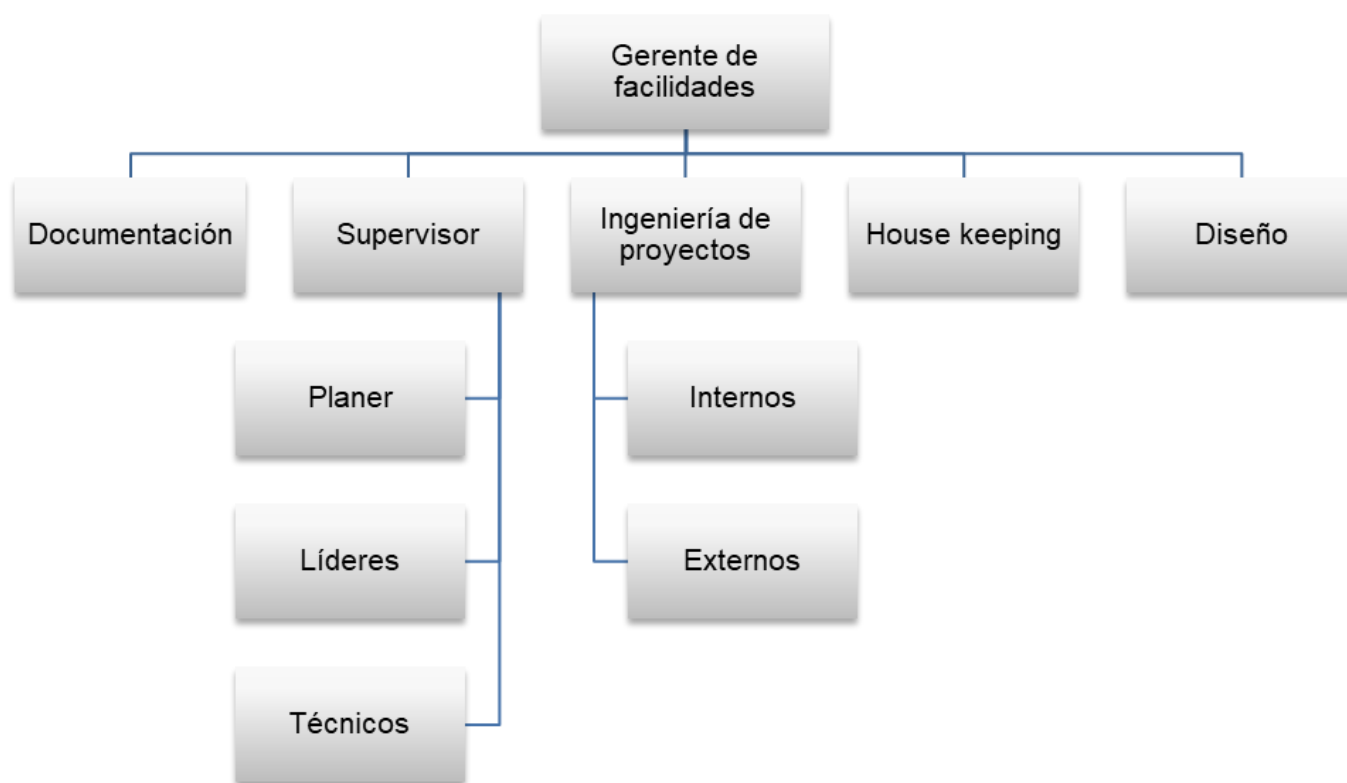 Gerente de
facilidades
Documentación
Supervisor
Ingeniería de
proyectos
House keeping
Diseño
Planer
Internos
Líderes
Externos
Técnicos